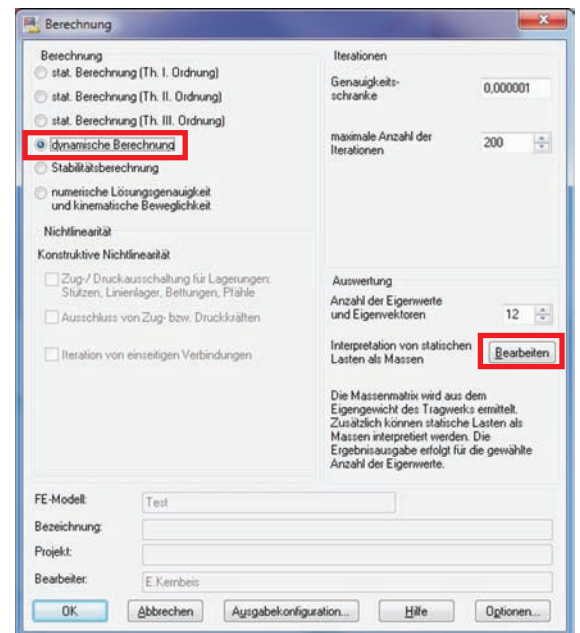 Berechnung
Berechnung
stat. Berechnung (Th. I. Ordnung)
stat. Berechnung (Th. II. Ordnung)
stat. Berechnung (Th. III. Ordnung)
dynamische Berechnung
Stabilitätsberechnung
numerische Lösungsgenauigkeit
und kinematische Beweglichkeit
Nichtlinearität
Konstruktive Nichtlinearität
Zug-/ Druckausschaltung für Lagerungen:
Stützen, Linienlager, Bettungen, Pfähle
Ausschluss von Zug- bzw. Druckkräften
Iteration von einseitigen Verbindungen
Iterationen
Genauigkeits-
schranke 0,000001
maximale Anzahl der
Iterationen 200
Auswertung
Anzahl der Eigenwerte
und Eigenvektoren 12
Interpretation von statischen
Lasten als Massen Bearbeiten
Die Massenmatrix wird aus dem
Eigengewicht des Tragwerks ermittelt.
Zusätzlich können statische Lasten als
Massen interpretiert werden. Die
Ergebnisausgabe erfolgt für die gewählte
Anzahl der Eigenwerte.
FE-Modell: Test
Bezeichnung:
Projekt:
Bearbeiter: E.Kernbeis
OK Abbrechen Ausgabekonfiguration... Hilfe Optionen...